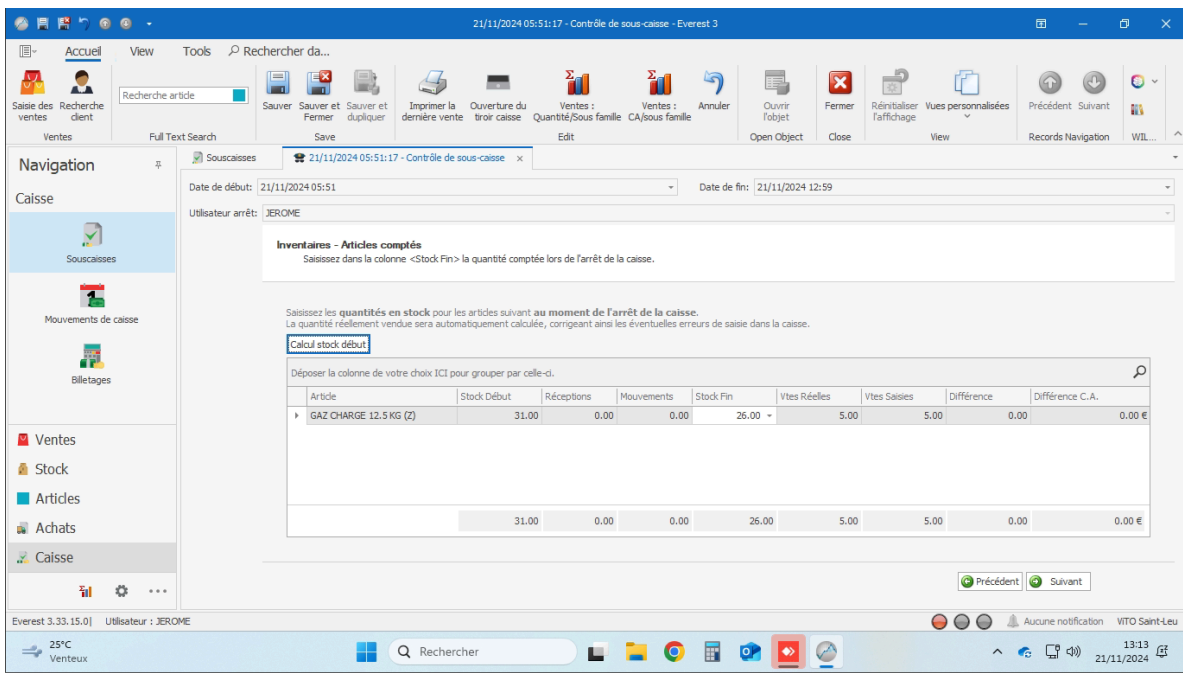 21/11/2024 05:51:17 - Contrôle de sous-caisse - Everest 3
Accueil View Tools Rechercher da...
Saisie des ventes
Recherche client
Recherche article
Sauver
Sauver et Fermer
Sauver et dupliquer
Imprimer la dernière vente
Ouverture du tiroir caisse
Ventes : Quantité/Sous famille
Ventes : CA/sous famille
Annuler
Ouvrir l'objet
Fermer
Réinitialiser l'affichage
Vues personnalisées
Précédent Suivant
Ventes Full Text Search Save Edit Open Object Close View Records Navigation WIL...
Navigation
Souscaisses
21/11/2024 05:51:17 - Contrôle de sous-caisse x
Caisse
Date de début: 21/11/2024 05:51 Date de fin: 21/11/2024 12:59
Utilisateur arrêt: JEROME
Souscaisses
Mouvements de caisse
Billetages
Inventaires - Articles comptés
Saisissez dans la colonne <Stock Fin> la quantité comptée lors de l'arrêt de la caisse.
Saisissez les quantités en stock pour les articles suivant au moment de l'arrêt de la caisse.
La quantité réellement vendue sera automatiquement calculée, corrigeant ainsi les éventuelles erreurs de saisie dans la caisse.
Calcul stock début
Déposer la colonne de votre choix ICI pour grouper par celle-ci.
Article Stock Début Réceptions Mouvements Stock Fin Vtes Réelles Vtes Saisies Différence Différence C.A.
GAZ CHARGE 12.5 KG (Z) 31.00 0.00 0.00 26.00 5.00 5.00 0.00 0.00 €
31.00 0.00 0.00 26.00 5.00 5.00 0.00 0.00 €
Ventes
Stock
Articles
Achats
Caisse
Précédent Suivant
Everest 3.33.15.0| Utilisateur : JEROME Aucune notification VITO Saint-Leu
25°C
Venteux
Rechercher
13:13
21/11/2024